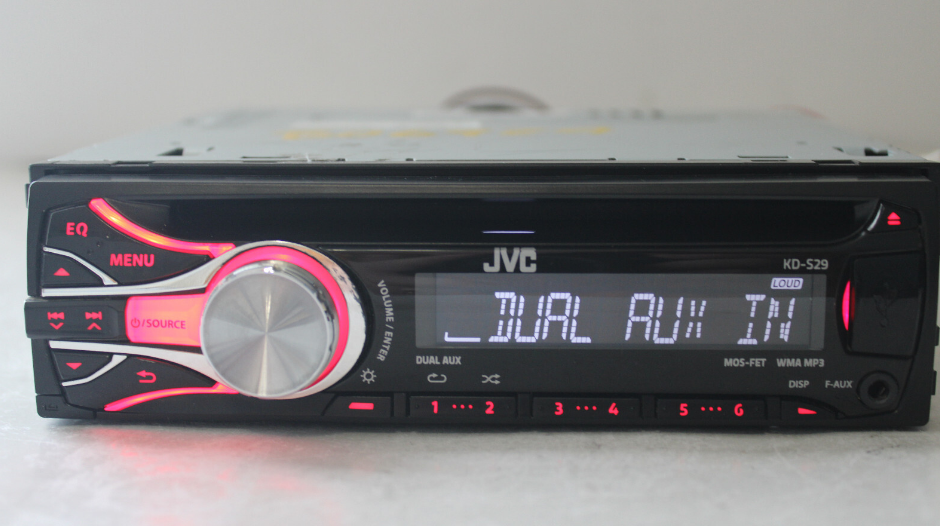 EQ
MENU
JVC
KD-S29
LOUD
DUAL AUX IN
⏻/SOURCE
VOLUME / ENTER
DUAL AUX
MOS-FET WMA MP3
DISP F-AUX
1 ••• 2
3 ••• 4
5 ••• 6